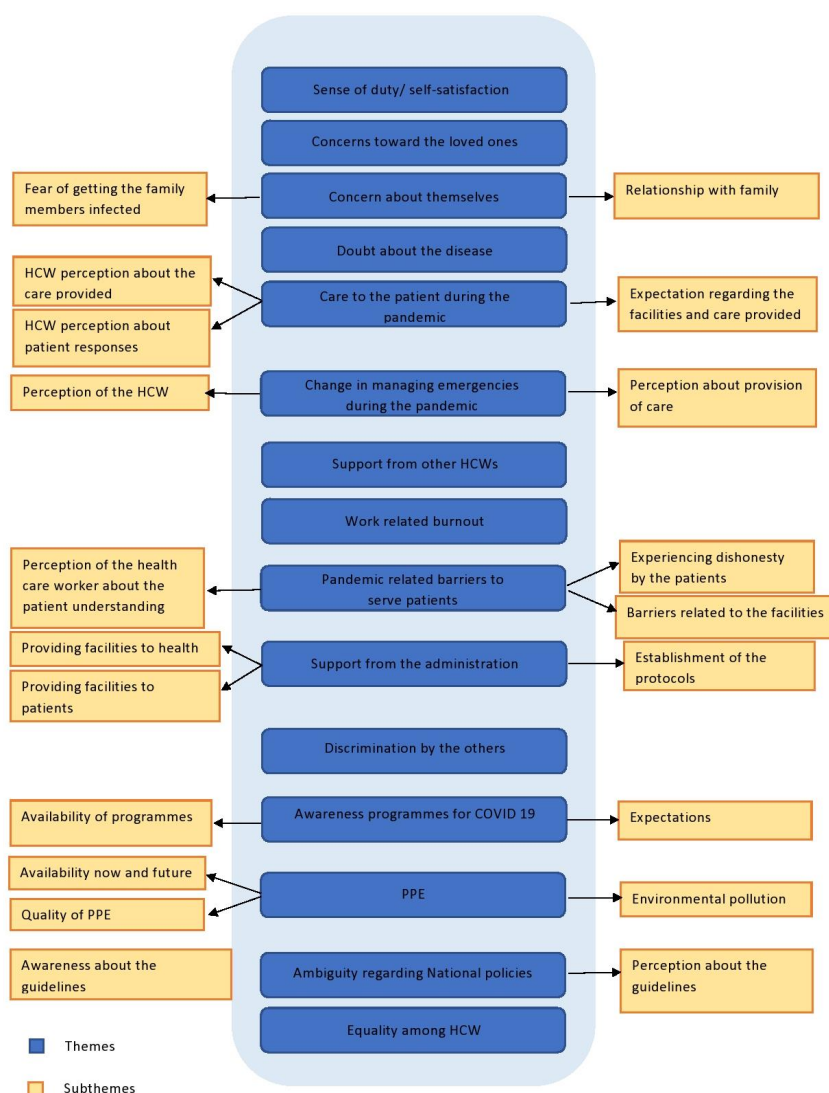 Sense of duty/ self-satisfaction
Concerns toward the loved ones
Fear of getting the family
members infected
Concern about themselves
Relationship with family
Doubt about the disease
HCW perception about the
care provided
HCW perception about
patient responses
Care to the patient during the
pandemic
Expectation regarding the
facilities and care provided
Perception of the HCW
Change in managing emergencies
during the pandemic
Perception about provision
of care
Support from other HCWs
Work related burnout
Perception of the health
care worker about the
patient understanding
Pandemic related barriers to
serve patients
Experiencing dishonesty
by the patients
Barriers related to the facilities
Providing facilities to health
Providing facilities to
patients
Support from the administration
Establishment of the
protocols
Discrimination by the others
Availability of programmes
Awareness programmes for COVID 19
Expectations
Availability now and future
Quality of PPE
PPE
Environmental pollution
Awareness about the
guidelines
Ambiguity regarding National policies
Perception about the
guidelines
Equality among HCW
Themes
Subthemes